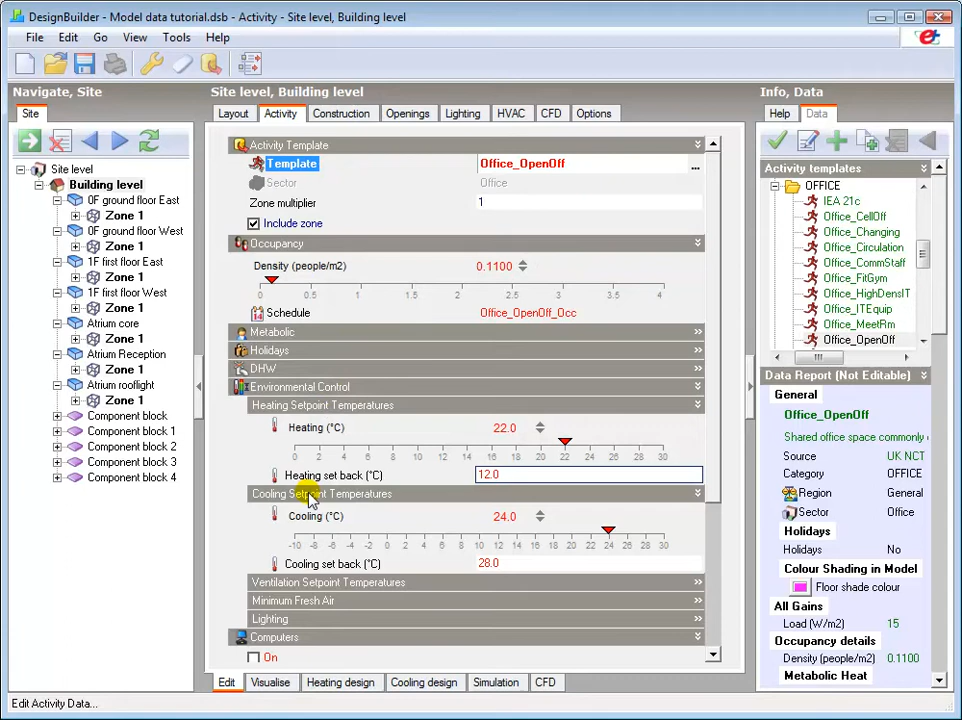 DesignBuilder - Model data tutorial.dsb - Activity - Site level, Building level
File Edit Go View Tools Help
Navigate, Site
Site
Site level
Building level
0F ground floor East
Zone 1
0F ground floor West
Zone 1
1F first floor East
Zone 1
1F first floor West
Zone 1
Atrium core
Zone 1
Atrium Reception
Zone 1
Atrium rooflight
Zone 1
Component block
Component block 1
Component block 2
Component block 3
Component block 4
Site level, Building level
Layout Activity Construction Openings Lighting HVAC CFD Options
Activity Template
Template Office_OpenOff ...
Sector Office
Zone multiplier 1
Include zone
Occupancy
Density (people/m2) 0.1100
0 0.5 1 1.5 2 2.5 3 3.5 4
14 Schedule Office_OpenOff_Occ
Metabolic
Holidays
DHW
Environmental Control
Heating Setpoint Temperatures
Heating (°C) 22.0
0 2 4 6 8 10 12 14 16 18 20 22 24 26 28 30
Heating set back (°C) 12.0
Cooling Setpoint Temperatures
Cooling (°C) 24.0
-10 -8 -6 -4 -2 0 2 4 6 8 10 12 14 16 18 20 22 24 26 28 30
Cooling set back (°C) 28.0
Ventilation Setpoint Temperatures
Minimum Fresh Air
Lighting
Computers
On
Edit Visualise Heating design Cooling design Simulation CFD
Info, Data
Help Data
Activity templates
OFFICE
IEA 21c
Office_CellOff
Office_Changing
Office_Circulation
Office_CommStaff
Office_FitGym
Office_HighDensIT
Office_ITEquip
Office_MeetRm
Office_OpenOff
Data Report (Not Editable)
General
Office_OpenOff
Shared office space commonly
Source UK NCT
Category OFFICE
Region General
Sector Office
Holidays
Holidays No
Colour Shading in Model
Floor shade colour
All Gains
Load (W/m2) 15
Occupancy details
Density (people/m2) 0.1100
Metabolic Heat
Edit Activity Data...